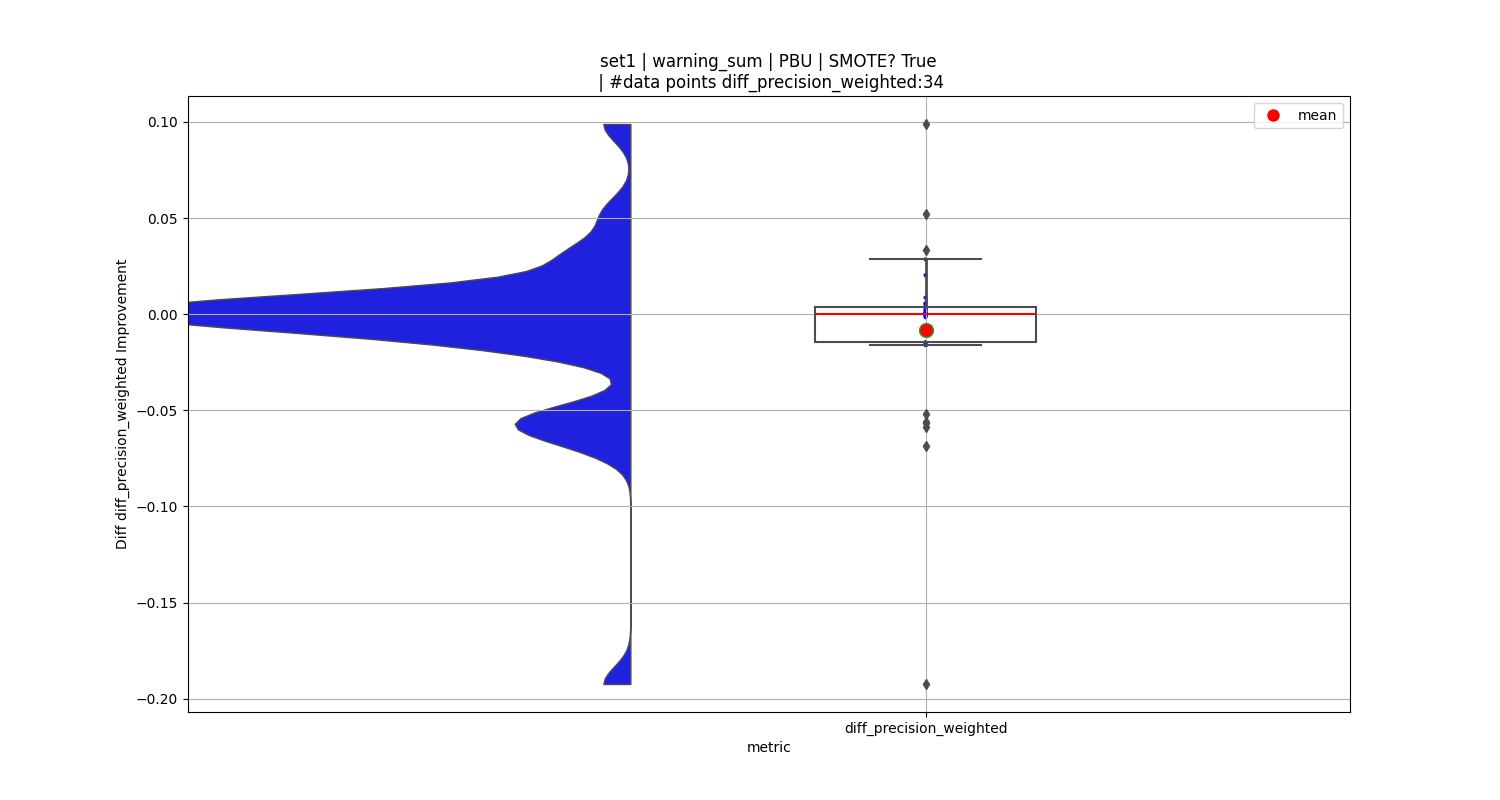 set1 | warning_sum | PBU | SMOTE? True
| #data points diff_precision_weighted:34
mean
0.10
0.05
0.00
−0.05
−0.10
−0.15
−0.20
Diff diff_precision_weighted Improvement
diff_precision_weighted
metric